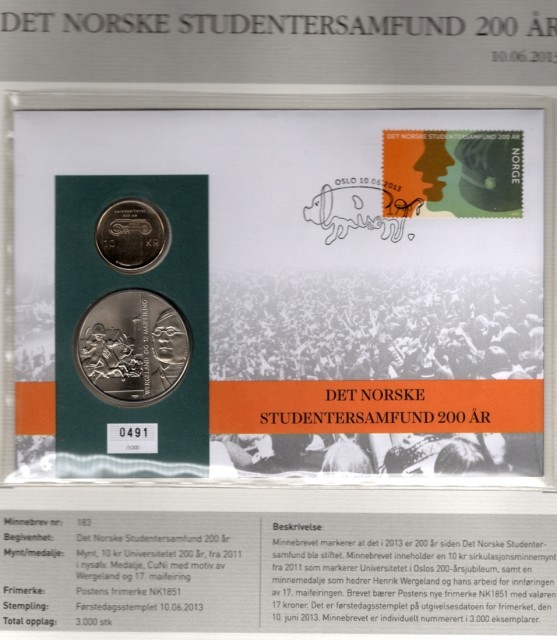 DET NORSKE STUDENTERSAMFUND 200 ÅR
10.06.2013
DET NORSKE STUDENTERSAMFUND 200 ÅR
NORGE
OSLO 10.06.2013
UNIVERSITETET
200 ÅR
10 KR
WERGELAND OG 17. MAIFEIRING
0491
/3.000
DET NORSKE
STUDENTERSAMFUND 200 ÅR
Minnebrev nr: 183
Begivenhet: Det Norske Studentersamfund 200 år
Mynt/medalje: Mynt, 10 kr Universitetet 200 år, fra 2011
i nysølv. Medalje, CuNi med motiv av
Wergeland og 17. maifeiring
Frimerke: Postens frimerke NK1851
Stempling: Førstedagsstemplet 10.06.2013
Total opplag: 3.000 stk
Beskrivelse:
Minnebrevet markerer at det i 2013 er 200 år siden Det Norske Studenter-
samfund ble stiftet. Minnebrevet inneholder en 10 kr sirkulasjonsminnemynt
fra 2011 som markerer Universitetet i Oslos 200-årsjubileum, samt en
minnemedalje som hedrer Henrik Wergeland og hans arbeid for innføringen
av 17. maifeiringen. Brevet bærer Postens nye frimerke NK1851 med valøren
17 kroner. Det er førstedagsstemplet på utgivelsesdatoen for frimerket, den
10. juni 2013. Minnebrevet er individuelt nummerert i 3.000 eksemplarer.